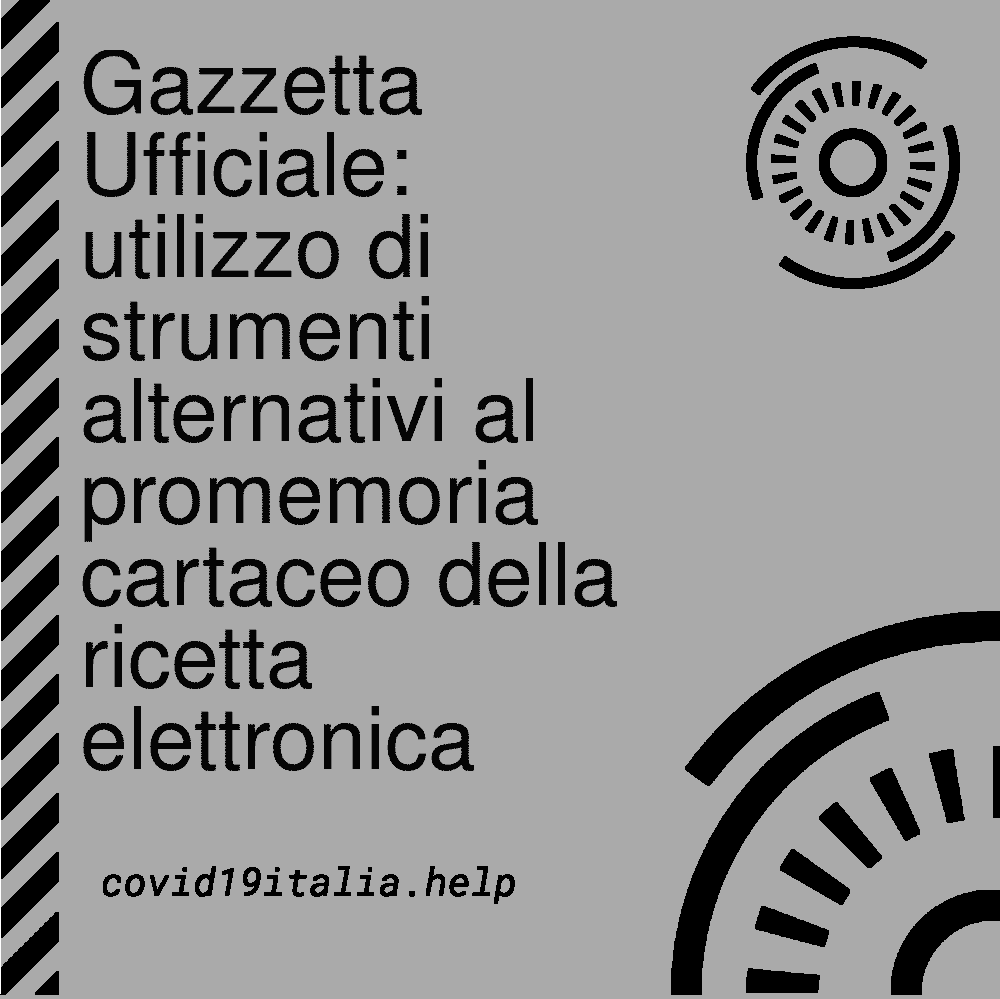 Gazzetta
Ufficiale:
utilizzo di
strumenti
alternativi al
promemoria
cartaceo della
ricetta
elettronica
covid19italia.help